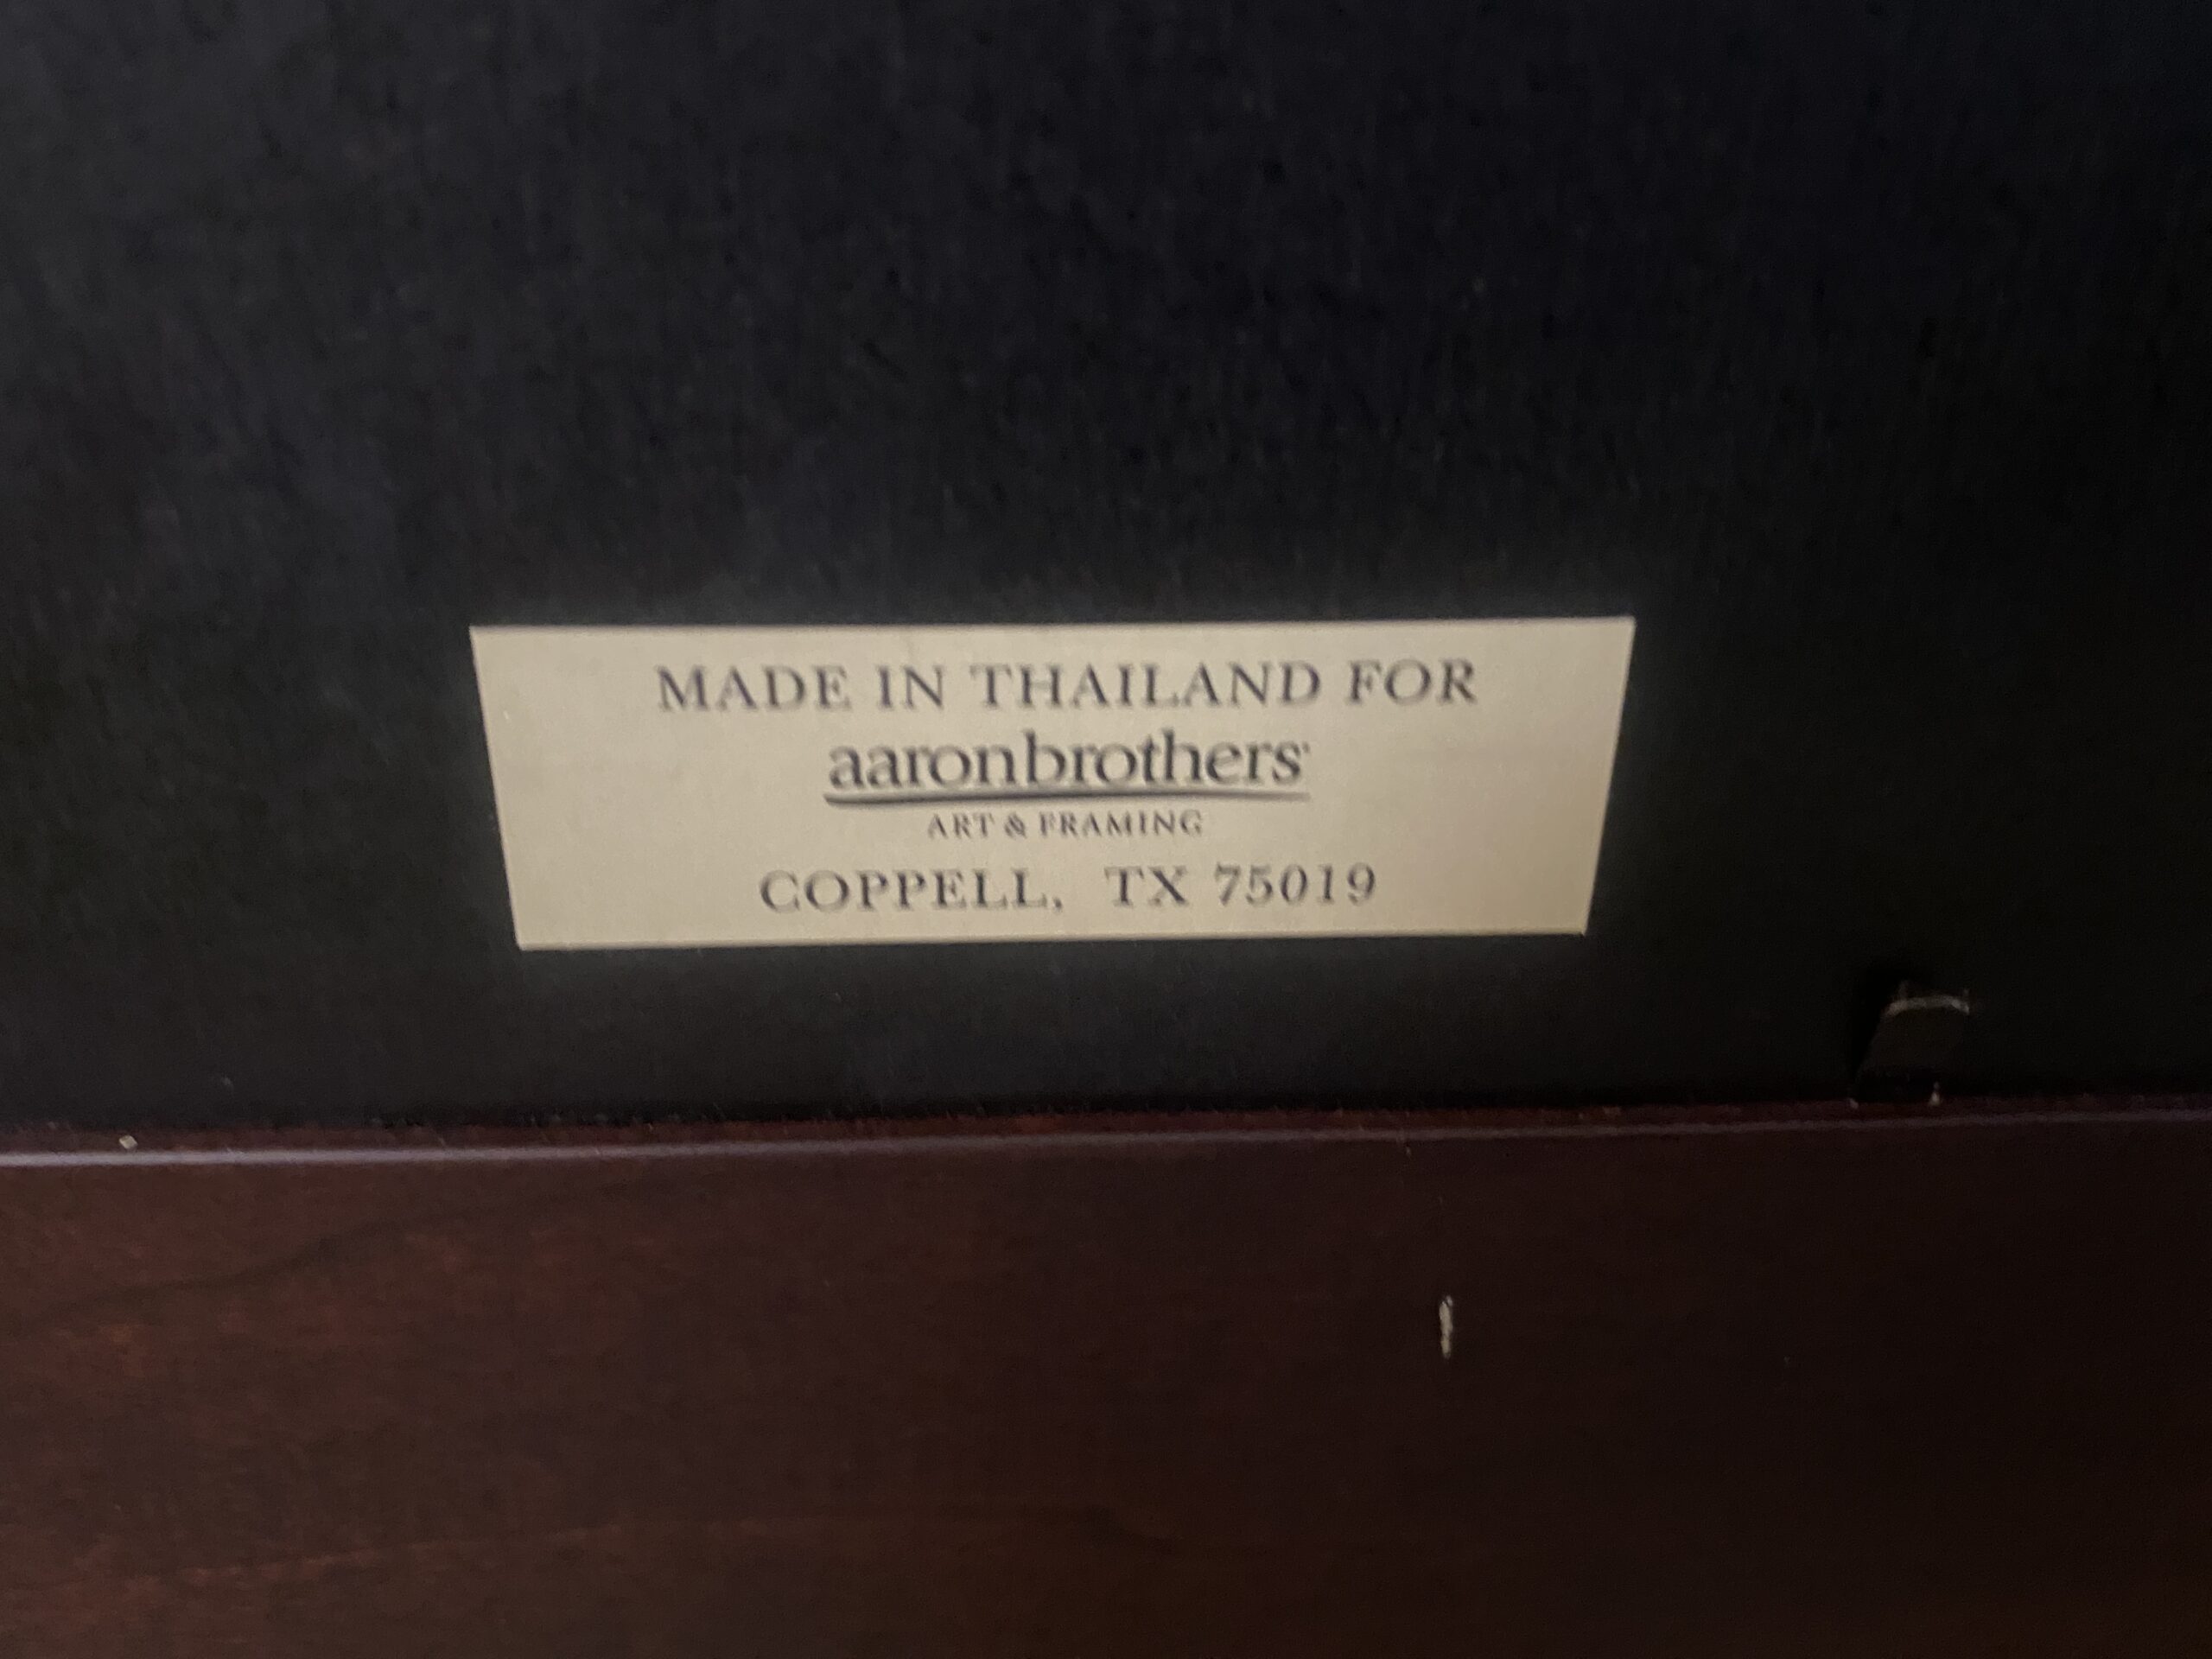 MADE IN THAILAND FOR
aaronbrothers
ART & FRAMING
COPPELL, TX 75019